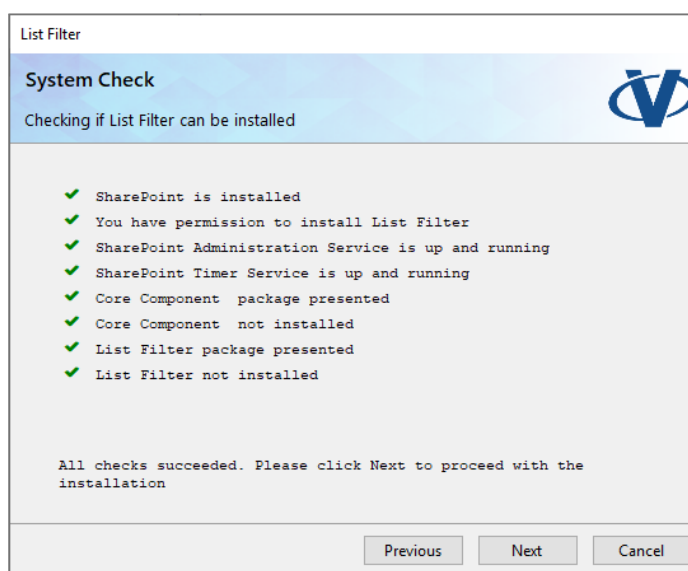 List Filter
System Check
Checking if List Filter can be installed
SharePoint is installed
You have permission to install List Filter
SharePoint Administration Service is up and running
SharePoint Timer Service is up and running
Core Component  package presented
Core Component  not installed
List Filter package presented
List Filter not installed
All checks succeeded. Please click Next to proceed with the
installation
Previous Next Cancel